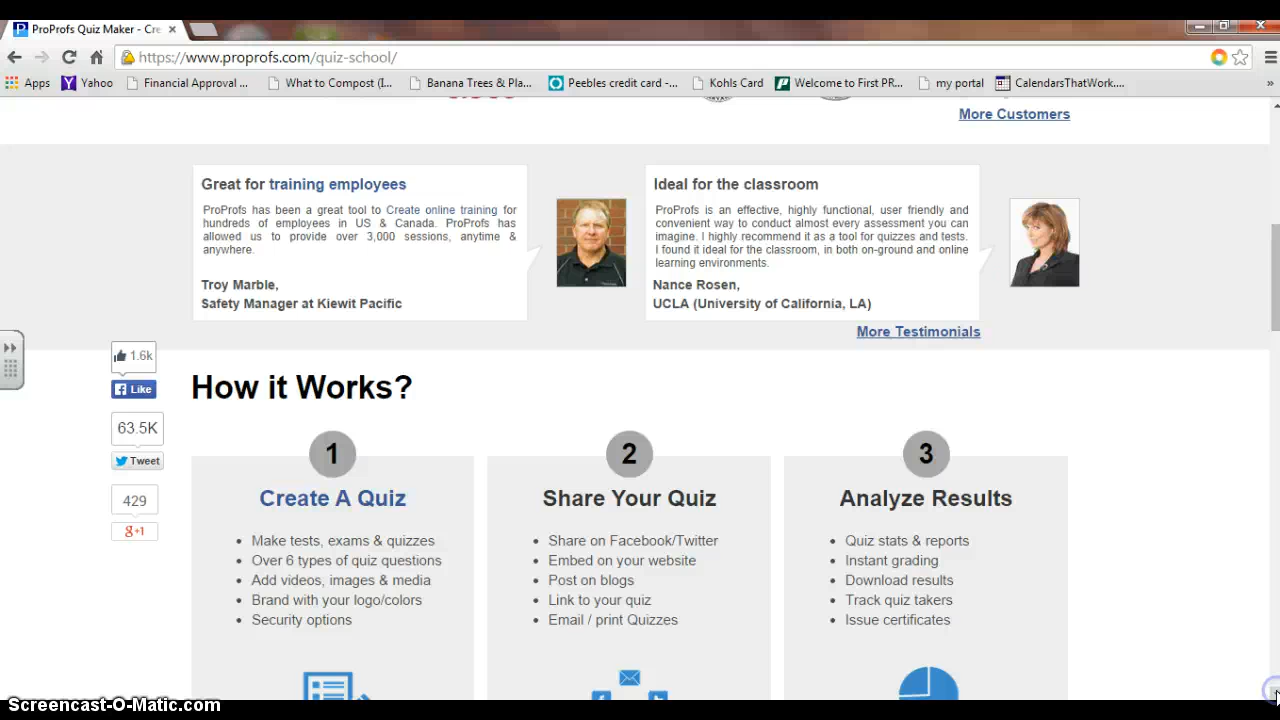 ProProfs Quiz Maker - Cre
https://www.proprofs.com/quiz-school/
Apps Yahoo Financial Approval ... What to Compost (I... Banana Trees & Pla... Peebles credit card -... Kohls Card Welcome to First PR... my portal CalendarsThatWork.... »
More Customers
Great for training employees
ProProfs has been a great tool to Create online training for
hundreds of employees in US & Canada. ProProfs has
allowed us to provide over 3,000 sessions, anytime &
anywhere.
Troy Marble,
Safety Manager at Kiewit Pacific
Ideal for the classroom
ProProfs is an effective, highly functional, user friendly and
convenient way to conduct almost every assessment you can
imagine. I highly recommend it as a tool for quizzes and tests.
I found it ideal for the classroom, in both on-ground and online
learning environments.
Nance Rosen,
UCLA (University of California, LA)
More Testimonials
1.6k
Like
63.5K
Tweet
429
g+1
How it Works?
1
Create A Quiz
• Make tests, exams & quizzes
• Over 6 types of quiz questions
• Add videos, images & media
• Brand with your logo/colors
• Security options
2
Share Your Quiz
• Share on Facebook/Twitter
• Embed on your website
• Post on blogs
• Link to your quiz
• Email / print Quizzes
3
Analyze Results
• Quiz stats & reports
• Instant grading
• Download results
• Track quiz takers
• Issue certificates
Screencast-O-Matic.com